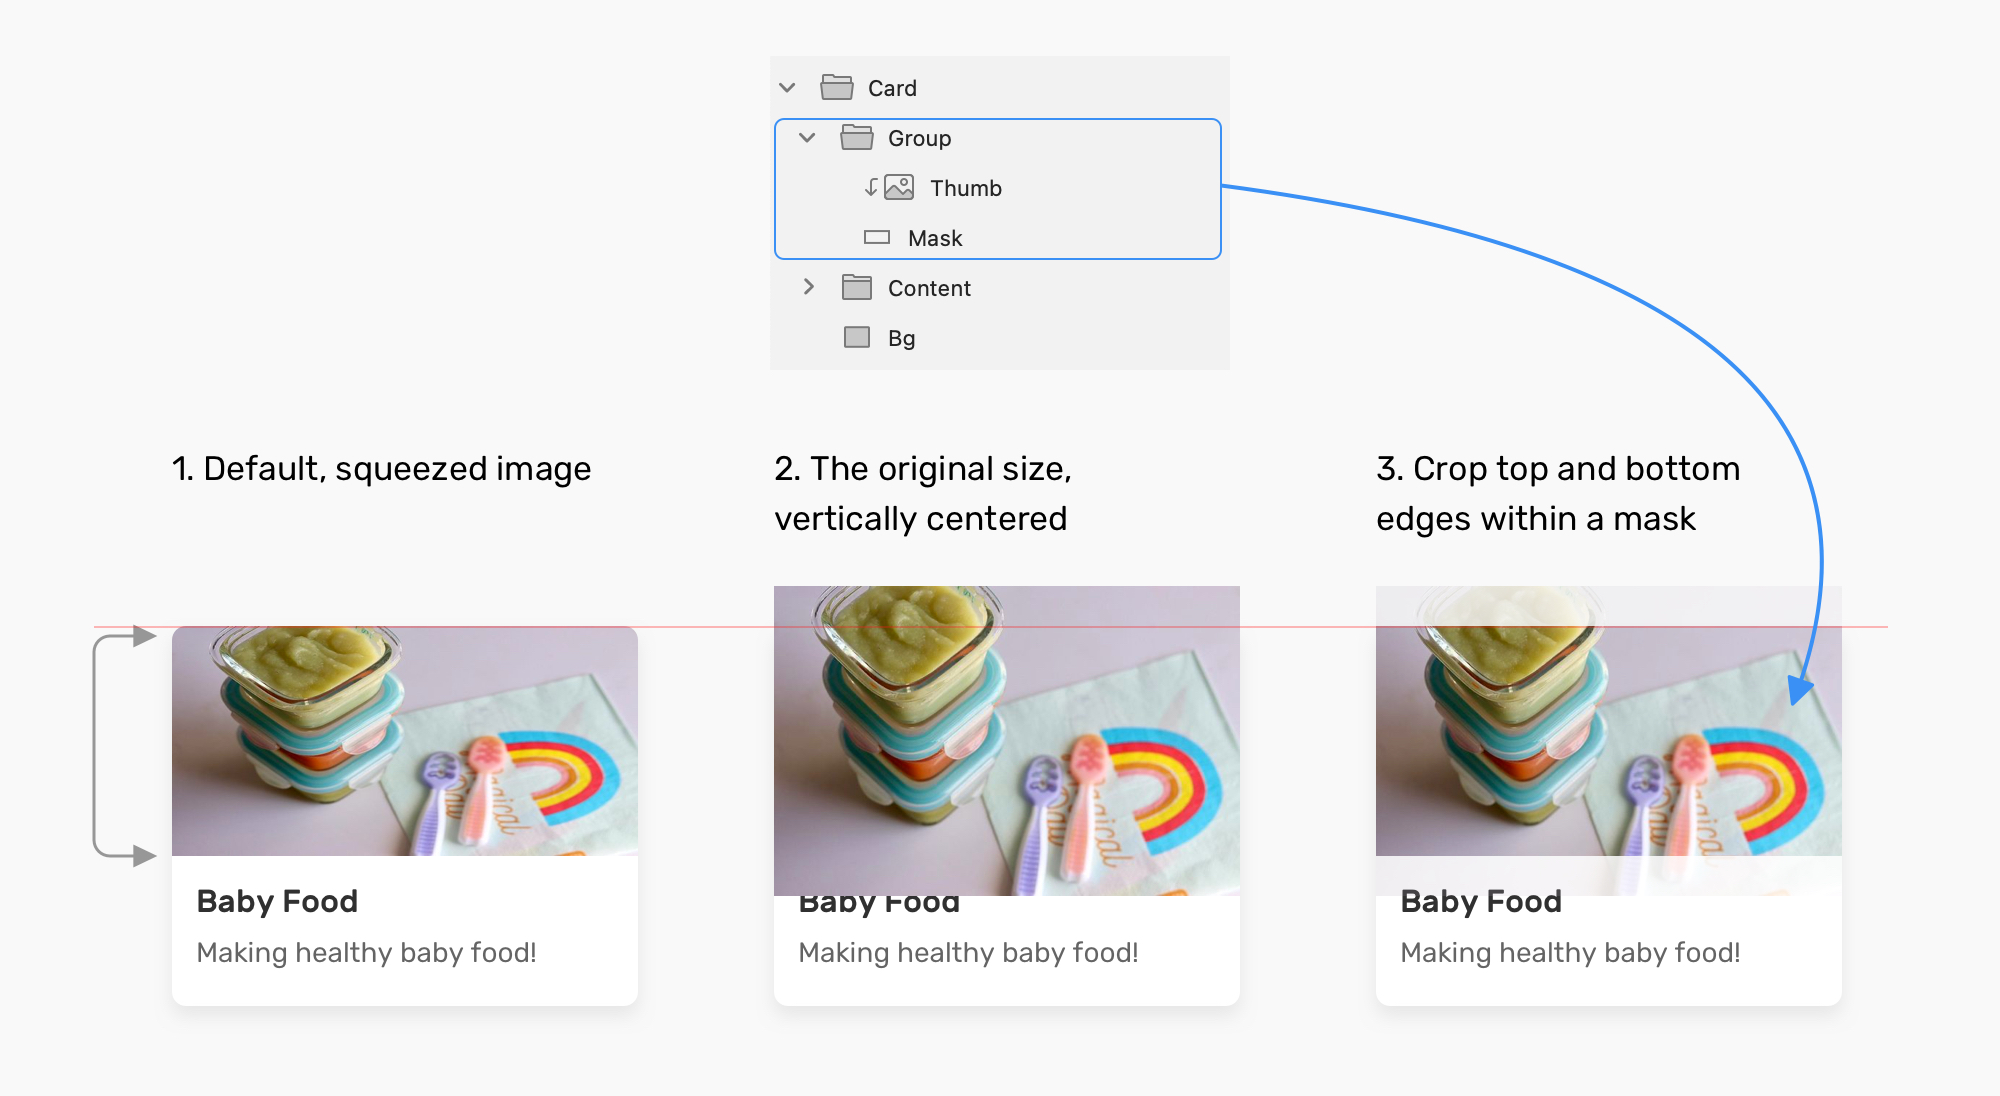 Card
Group
Thumb
Mask
Content
Bg
1. Default, squeezed image
2. The original size,
vertically centered
3. Crop top and bottom
edges within a mask
Baby Food
Making healthy baby food!
Baby Food
Making healthy baby food!
Baby Food
Making healthy baby food!